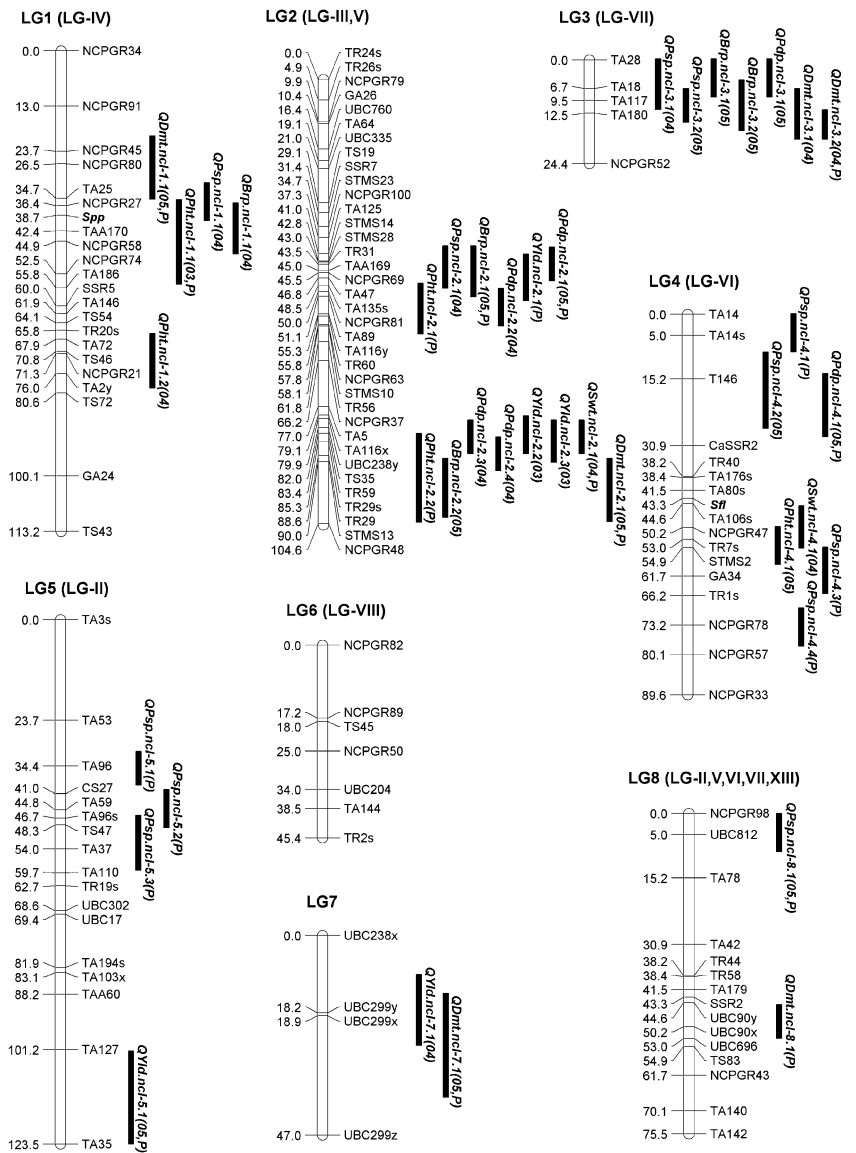 LG1 (LG-IV)
0.0 NCPGR34
13.0 NCPGR91
23.7 NCPGR45
26.5 NCPGR80
34.7 TA25
36.4 NCPGR27
38.7 Spp
42.4 TAA170
44.9 NCPGR58
52.5 NCPGR74
55.8 TA186
60.0 SSR5
61.9 TA146
64.1 TS54
65.8 TR20s
67.9 TA72
70.8 TS46
71.3 NCPGR21
76.0 TA2y
80.6 TS72
100.1 GA24
113.2 TS43
QDmt.ncl-1.1(05,P)
QPht.ncl-1.1(03,P)
QPsp.ncl-1.1(04)
QBrp.ncl-1.1(04)
QPht.ncl-1.2(04)
LG2 (LG-III,V)
0.0 TR24s
4.9 TR26s
9.9 NCPGR79
10.4 GA26
16.4 UBC760
19.1 TA64
21.0 UBC335
29.1 TS19
31.4 SSR7
34.7 STMS23
37.3 NCPGR100
41.0 TA125
42.8 STMS14
43.0 STMS28
43.5 TR31
45.0 TAA169
45.5 NCPGR69
46.8 TA47
48.5 TA135s
50.0 NCPGR81
51.1 TA89
55.3 TA116y
55.8 TR60
57.8 NCPGR63
58.1 STMS10
61.8 TR56
66.2 NCPGR37
77.0 TA5
79.1 TA116x
79.9 UBC238y
82.0 TS35
83.4 TR59
85.3 TR29s
88.6 TR29
90.0 STMS13
104.6 NCPGR48
QPht.ncl-2.1(P)
QPsp.ncl-2.1(04)
QBrp.ncl-2.1(05,P)
QPdp.ncl-2.2(04)
QYld.ncl-2.1(P)
QPdp.ncl-2.1(05,P)
QPht.ncl-2.2(P)
QBrp.ncl-2.2(05)
QPdp.ncl-2.3(04)
QPdp.ncl-2.4(04)
QYld.ncl-2.2(03)
QYld.ncl-2.3(03)
QSwt.ncl-2.1(04,P)
QDmt.ncl-2.1(05,P)
LG3 (LG-VII)
0.0 TA28
6.7 TA18
9.5 TA117
12.5 TA180
24.4 NCPGR52
QPsp.ncl-3.1(04)
QPsp.ncl-3.2(05)
QBrp.ncl-3.1(05)
QBrp.ncl-3.2(05)
QPdp.ncl-3.1(05)
QDmt.ncl-3.1(04)
QDmt.ncl-3.2(04,P)
LG4 (LG-VI)
0.0 TA14
5.0 TA14s
15.2 T146
30.9 CaSSR2
38.2 TR40
38.4 TA176s
41.5 TA80s
43.3 Sfl
44.6 TA106s
50.2 NCPGR47
53.0 TR7s
54.9 STMS2
61.7 GA34
66.2 TR1s
73.2 NCPGR78
80.1 NCPGR57
89.6 NCPGR33
QPsp.ncl-4.2(05)
QPsp.ncl-4.1(P)
QPdp.ncl-4.1(05,P)
QPht.ncl-4.1(05)
QSwt.ncl-4.1(04)
QPsp.ncl-4.3(P)
QPsp.ncl-4.4(P)
LG5 (LG-II)
0.0 TA3s
23.7 TA53
34.4 TA96
41.0 CS27
44.8 TA59
46.7 TA96s
48.3 TS47
54.0 TA37
59.7 TA110
62.7 TR19s
68.6 UBC302
69.4 UBC17
81.9 TA194s
83.1 TA103x
88.2 TAA60
101.2 TA127
123.5 TA35
QPsp.ncl-5.1(P)
QPsp.ncl-5.2(P)
QPsp.ncl-5.3(P)
QYld.ncl-5.1(05,P)
LG6 (LG-VIII)
0.0 NCPGR82
17.2 NCPGR89
18.0 TS45
25.0 NCPGR50
34.0 UBC204
38.5 TA144
45.4 TR2s
LG7
0.0 UBC238x
18.2 UBC299y
18.9 UBC299x
47.0 UBC299z
QYld.ncl-7.1(04)
QDmt.ncl-7.1(05,P)
LG8 (LG-II,V,VI,VII,XIII)
0.0 NCPGR98
5.0 UBC812
15.2 TA78
30.9 TA42
38.2 TR44
38.4 TR58
41.5 TA179
43.3 SSR2
44.6 UBC90y
50.2 UBC90x
53.0 UBC696
54.9 TS83
61.7 NCPGR43
70.1 TA140
75.5 TA142
QPsp.ncl-8.1(05,P)
QDmt.ncl-8.1(P)